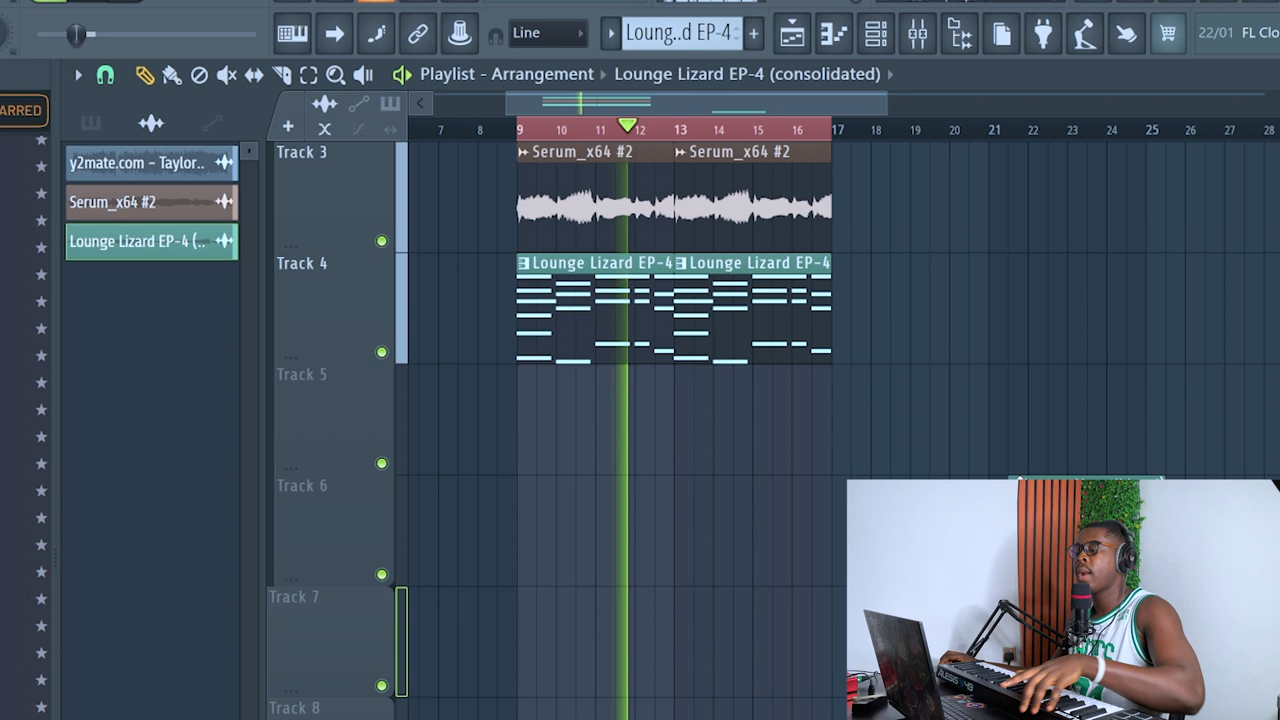 Line
Loung..d EP-4
22/01 FL Clo
Playlist - Arrangement
Lounge Lizard EP-4 (consolidated)
ARRED
7 8 9 10 11 12 13 14 15 16 17 18 19 20 21 22 23 24 25 26 27 28
y2mate.com - Taylor..
Serum_x64 #2
Lounge Lizard EP-4 (..
Track 3
Serum_x64 #2
Serum_x64 #2
Track 4
Lounge Lizard EP-4
Lounge Lizard EP-4
Track 5
Track 6
Track 7
Track 8
ALESIS V49